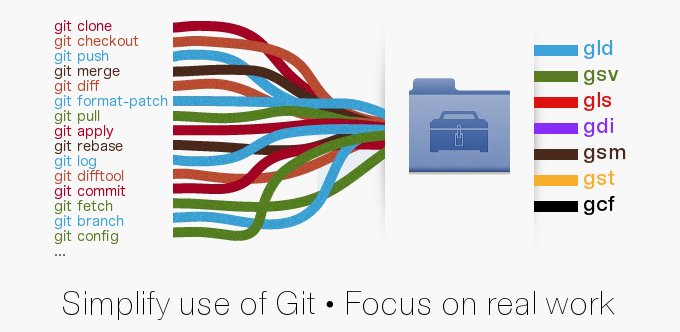 git clone
git checkout
git push
git merge
git diff
git format-patch
git pull
git apply
git rebase
git log
git difftool
git commit
git fetch
git branch
git config
...
gld
gsv
gls
gdi
gsm
gst
gcf
Simplify use of Git • Focus on real work